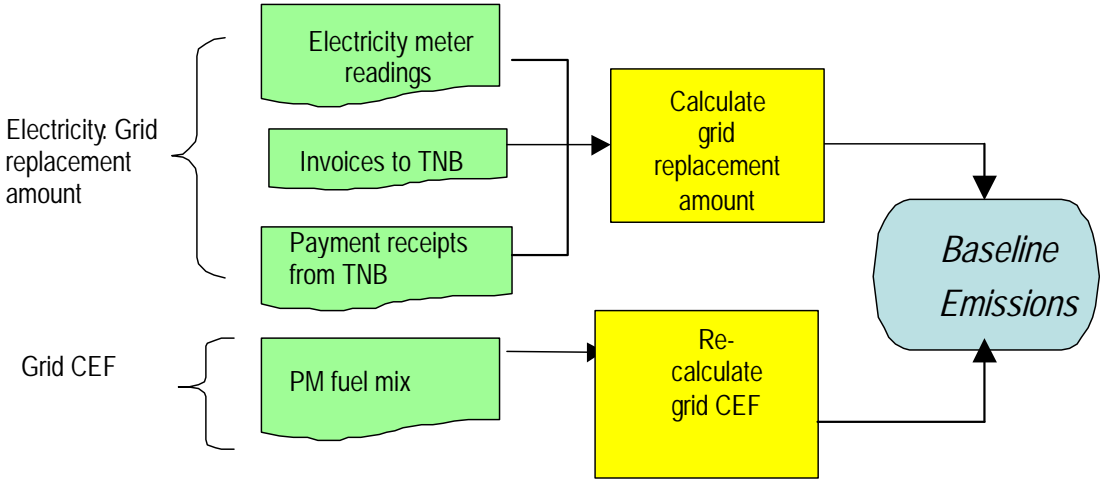 Electricity: Grid
replacement
amount
Electricity meter
readings
Invoices to TNB
Payment receipts
from TNB
Calculate
grid
replacement
amount
Baseline
Emissions
Grid CEF
PM fuel mix
Re-
calculate
grid CEF